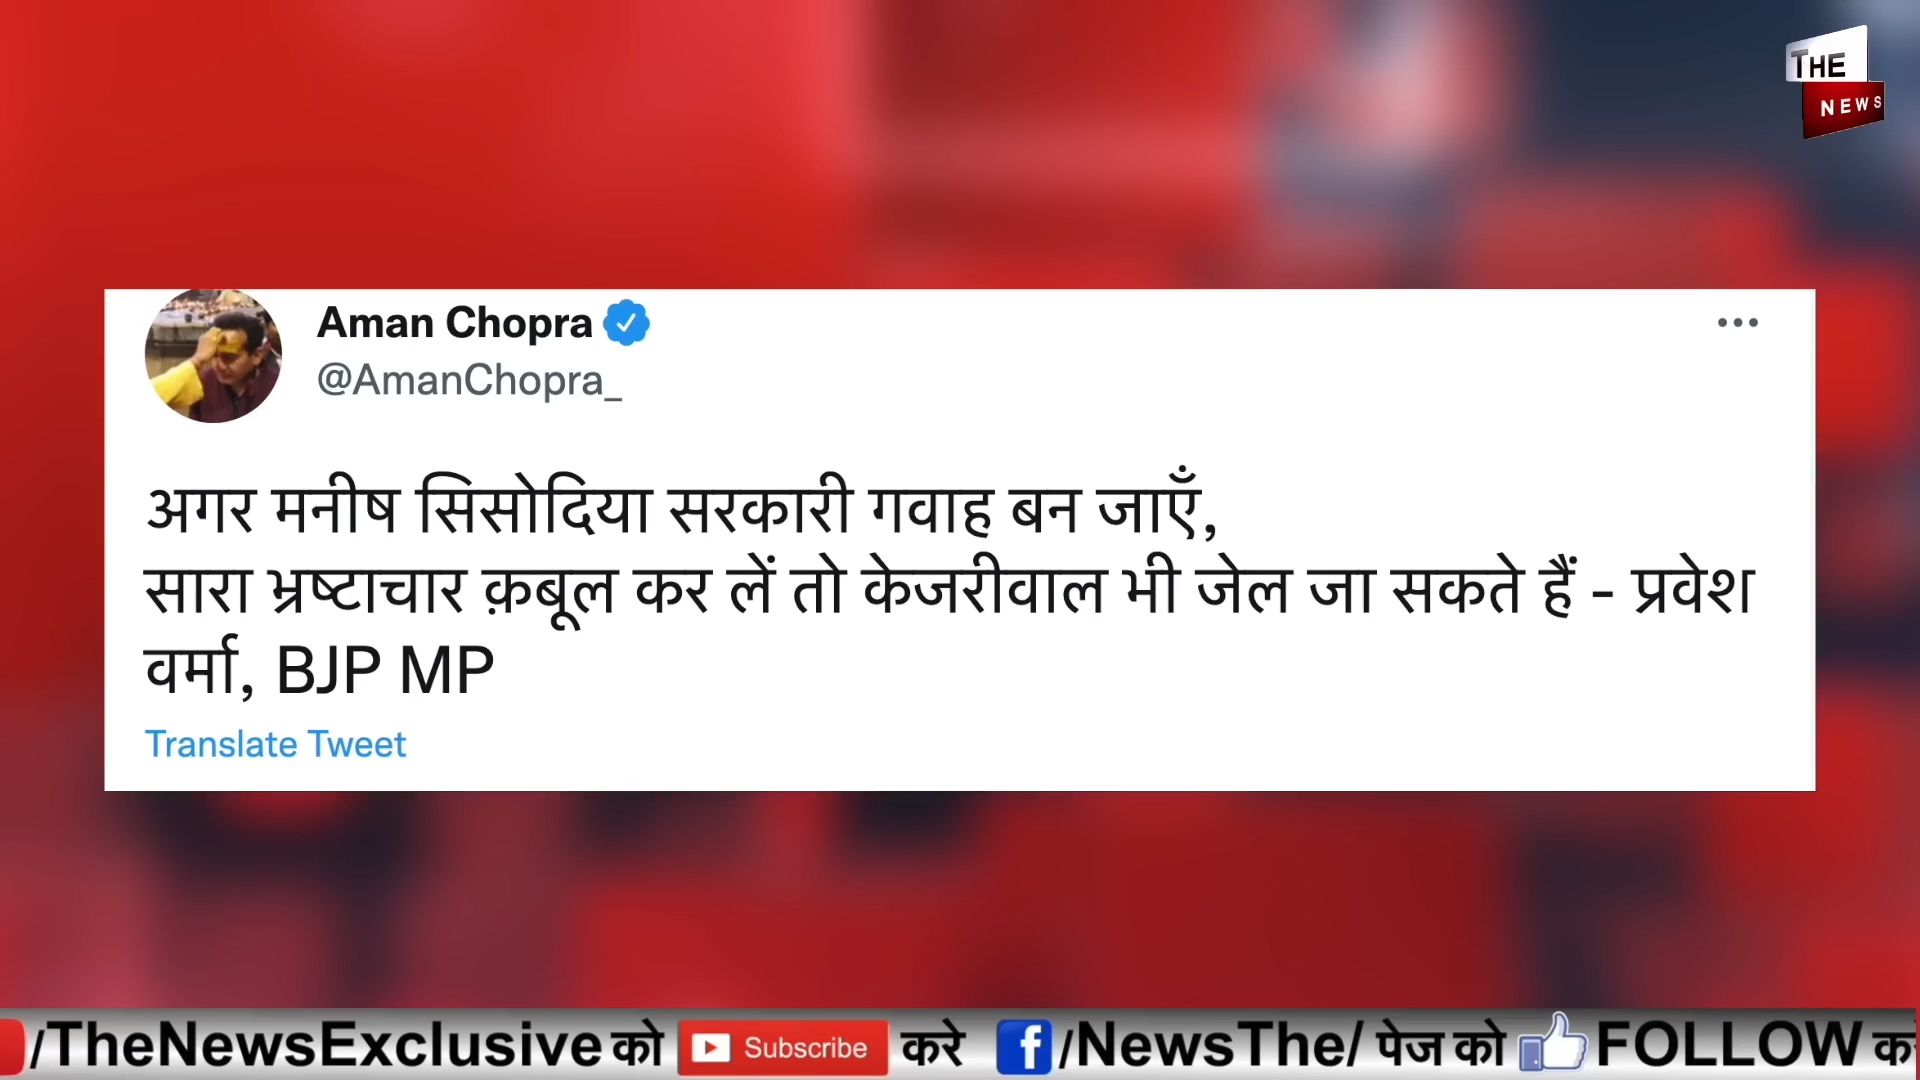 THE
NEWS
Aman Chopra
@AmanChopra_
अगर मनीष सिसोदिया सरकारी गवाह बन जाएँ,
सारा भ्रष्टाचार क़बूल कर लें तो केजरीवाल भी जेल जा सकते हैं - प्रवेश
वर्मा, BJP MP
Translate Tweet
/TheNewsExclusive को Subscribe करे f /NewsThe/ पेज को FOLLOW